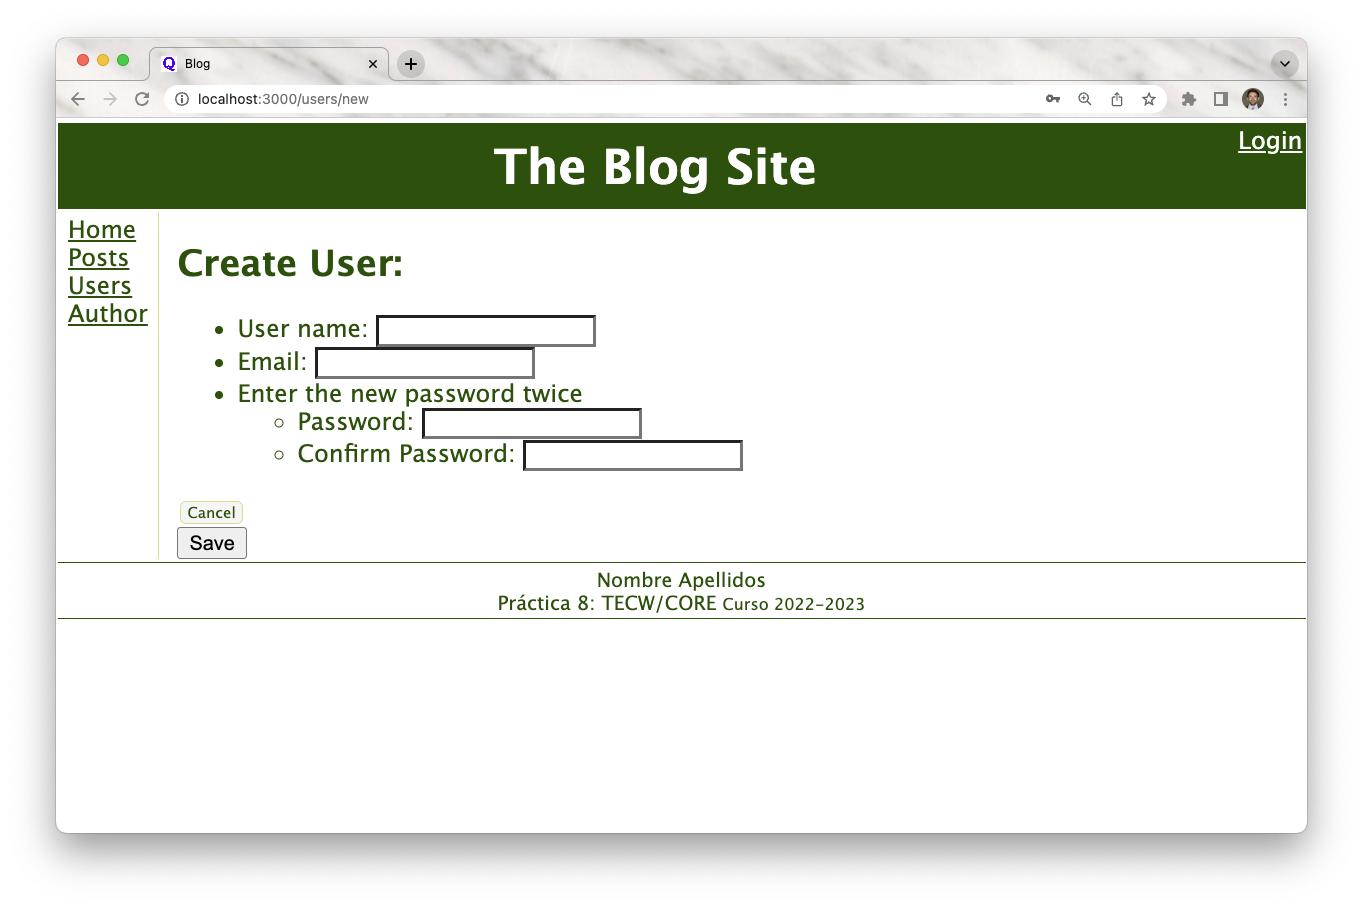 Blog
localhost:3000/users/new
Login
The Blog Site
Home
Posts
Users
Author
Create User:
User name:
Email:
Enter the new password twice
Password:
Confirm Password:
Cancel
Save
Nombre Apellidos
Práctica 8: TECW/CORE Curso 2022-2023